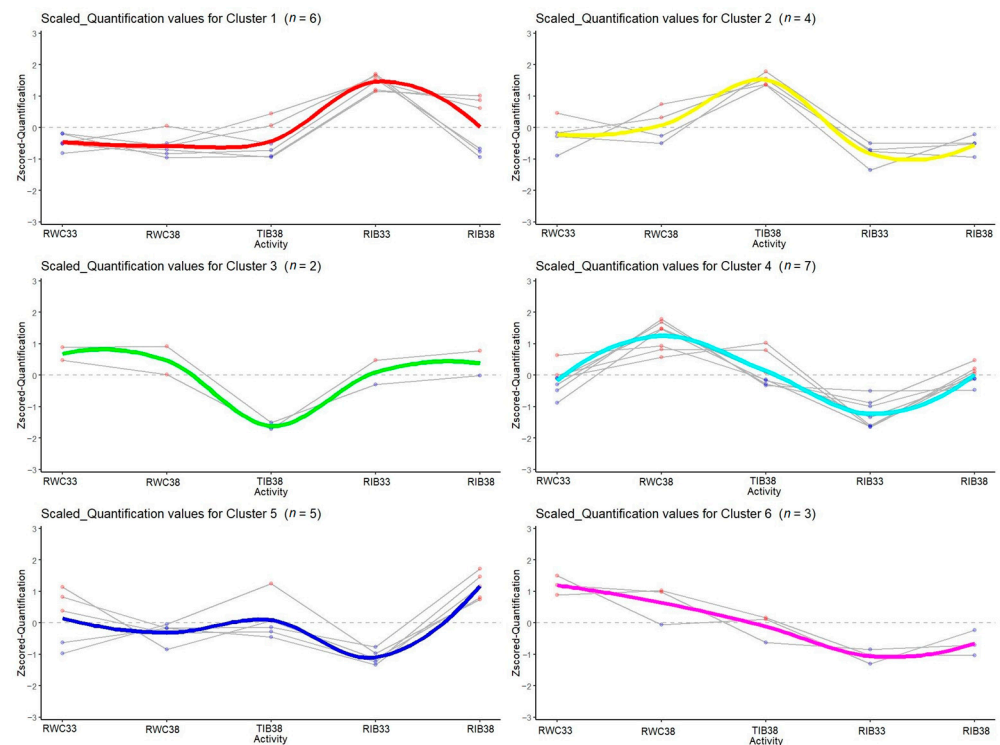 Scaled_Quantification values for Cluster 1 (n = 6)
Zscored-Quantification
3
2
1
0
−1
−2
−3
RWC33 RWC38 TIB38 RIB33 RIB38
Activity
Scaled_Quantification values for Cluster 2 (n = 4)
Zscored-Quantification
3
2
1
0
−1
−2
−3
RWC33 RWC38 TIB38 RIB33 RIB38
Activity
Scaled_Quantification values for Cluster 3 (n = 2)
Zscored-Quantification
3
2
1
0
−1
−2
−3
RWC33 RWC38 TIB38 RIB33 RIB38
Activity
Scaled_Quantification values for Cluster 4 (n = 7)
Zscored-Quantification
3
2
1
0
−1
−2
−3
RWC33 RWC38 TIB38 RIB33 RIB38
Activity
Scaled_Quantification values for Cluster 5 (n = 5)
Zscored-Quantification
3
2
1
0
−1
−2
−3
RWC33 RWC38 TIB38 RIB33 RIB38
Activity
Scaled_Quantification values for Cluster 6 (n = 3)
Zscored-Quantification
3
2
1
0
−1
−2
−3
RWC33 RWC38 TIB38 RIB33 RIB38
Activity